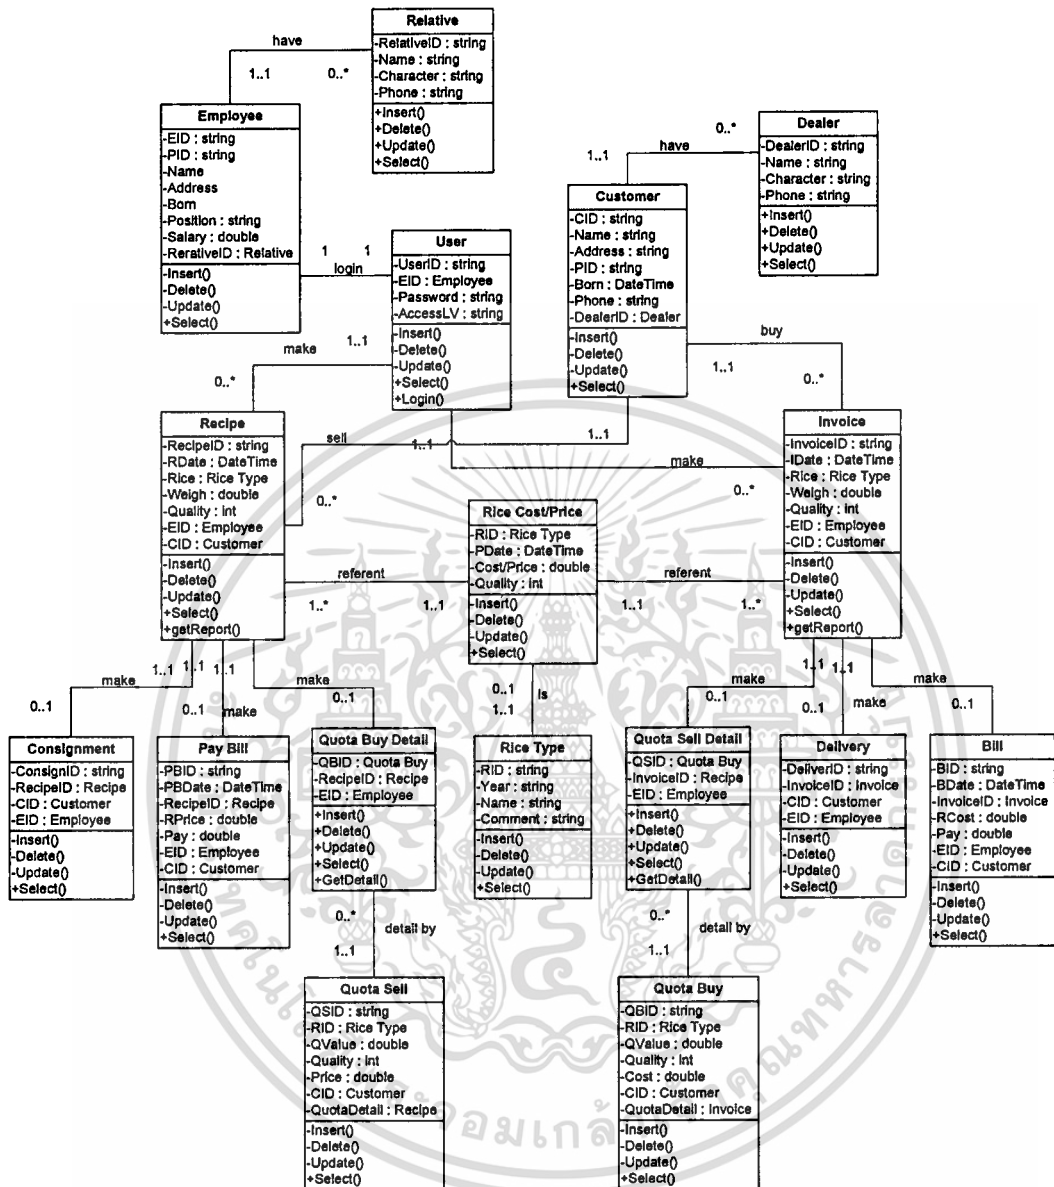 Relative
-RelativeID : string
-Name : string
-Character : string
-Phone : string
+Insert()
+Delete()
+Update()
+Select()
have
1..1
0..*
Employee
-EID : string
-PID : string
-Name
-Address
-Born
-Position : string
-Salary : double
-RerativeID : Relative
-Insert()
-Delete()
-Update()
+Select()
Dealer
-DealerID : string
-Name : string
-Character : string
-Phone : string
+Insert()
+Delete()
+Update()
+Select()
0..*
have
1..1
Customer
-CID : string
-Name : string
-Address : string
-PID : string
-Born : DateTime
-Phone : string
-DealerID : Dealer
-Insert()
-Delete()
-Update()
+Select()
1
1
login
User
-UserID : string
-EID : Employee
-Password : string
-AccessLV : string
-Insert()
-Delete()
-Update()
+Select()
+Login()
make
1..1
0..*
buy
1..1
0..*
Recipe
-RecipeID : string
-RDate : DateTime
-Rice : Rice Type
-Weigh : double
-Quality : int
-EID : Employee
-CID : Customer
-Insert()
-Delete()
-Update()
+Select()
+getReport()
sell
1..1
1..1
0..*
make
0..*
Invoice
-InvoiceID : string
-IDate : DateTime
-Rice : Rice Type
-Weigh : double
-Quality : int
-EID : Employee
-CID : Customer
-Insert()
-Delete()
-Update()
+Select()
+getReport()
Rice Cost/Price
-RID : Rice Type
-PDate : DateTime
-Cost/Price : double
-Quality : int
-Insert()
-Delete()
-Update()
+Select()
referent
1..*
1..1
referent
1..1
1..*
1..1
1..1
1..1
make
0..1
0..1
make
make
0..1
0..1
is
1..1
make
0..1
1..1
1..1
0..1
make
make
0..1
Consignment
-ConsignID : string
-RecipeID : Recipe
-CID : Customer
-EID : Employee
-Insert()
-Delete()
-Update()
+Select()
Pay Bill
-PBID : string
-PBDate : DateTime
-RecipeID : Recipe
-RPrice : double
-Pay : double
-EID : Employee
-CID : Customer
-Insert()
-Delete()
-Update()
+Select()
Quota Buy Detail
-QBID : Quota Buy
-RecipeID : Recipe
-EID : Employee
+Insert()
+Delete()
+Update()
+Select()
+GetDetail()
Rice Type
-RID : string
-Year : string
-Name : string
-Comment : string
-Insert()
-Delete()
-Update()
+Select()
Quota Sell Detail
-QSID : Quota Buy
-InvoiceID : Recipe
-EID : Employee
+Insert()
+Delete()
+Update()
+Select()
+GetDetail()
Delivery
-DeliverID : string
-InvoiceID : Invoice
-CID : Customer
-EID : Employee
-Insert()
-Delete()
-Update()
+Select()
Bill
-BID : string
-BDate : DateTime
-InvoiceID : Invoice
-RCost : double
-Pay : double
-EID : Employee
-CID : Customer
-Insert()
-Delete()
-Update()
+Select()
0..*
detail by
1..1
0..*
detail by
1..1
Quota Sell
-QSID : string
-RID : Rice Type
-QValue : double
-Quality : int
-Price : double
-CID : Customer
-QuotaDetail : Recipe
-Insert()
-Delete()
-Update()
+Select()
Quota Buy
-QBID : string
-RID : Rice Type
-QValue : double
-Quality : int
-Cost : double
-CID : Customer
-QuotaDetail : Invoice
-Insert()
-Delete()
-Update()
+Select()